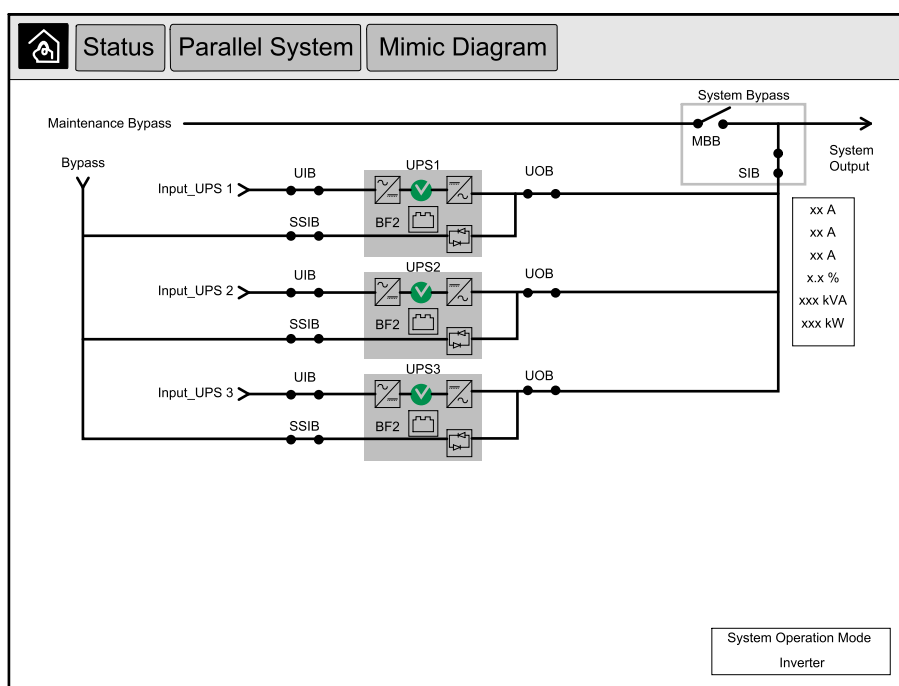 Status Parallel System Mimic Diagram
System Bypass
Maintenance Bypass
MBB
System
Output
SIB
Bypass
Input_UPS 1
UIB
UPS1
UOB
SSIB
BF2
xx A
xx A
xx A
x.x %
xxx kVA
xxx kW
Input_UPS 2
UIB
UPS2
UOB
SSIB
BF2
Input_UPS 3
UIB
UPS3
UOB
SSIB
BF2
System Operation Mode
Inverter